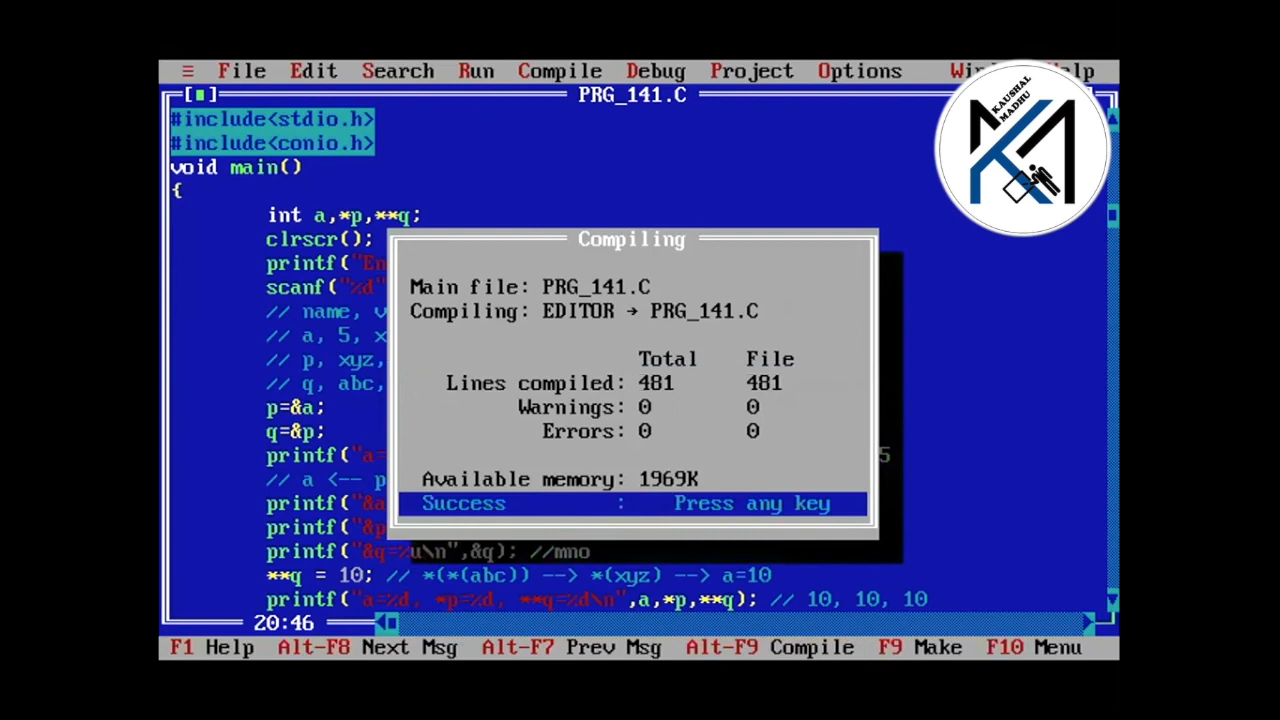 ≡ File Edit Search Run Compile Debug Project Options Help
PRG_141.C
KAUSHAL
MADHU
#include<stdio.h>
#include<conio.h>
void main()
{
int a,*p,**q;
clrscr();
printf("En
scanf("%d"
// name, v
// a, 5, x
// p, xyz,
// q, abc,
p=&a;
q=&p;
printf("a= 5
// a <-- p
printf("&a
printf("&p
printf("&q=%u\n",&q); //mno
**q = 10; // *(*(abc)) --> *(xyz) --> a=10
printf("a=%d, *p=%d, **q=%d\n",a,*p,**q); // 10, 10, 10
Compiling
Main file: PRG_141.C
Compiling: EDITOR → PRG_141.C
Total File
Lines compiled: 481 481
Warnings: 0 0
Errors: 0 0
Available memory: 1969K
Success : Press any key
20:46
F1 Help Alt-F8 Next Msg Alt-F7 Prev Msg Alt-F9 Compile F9 Make F10 Menu